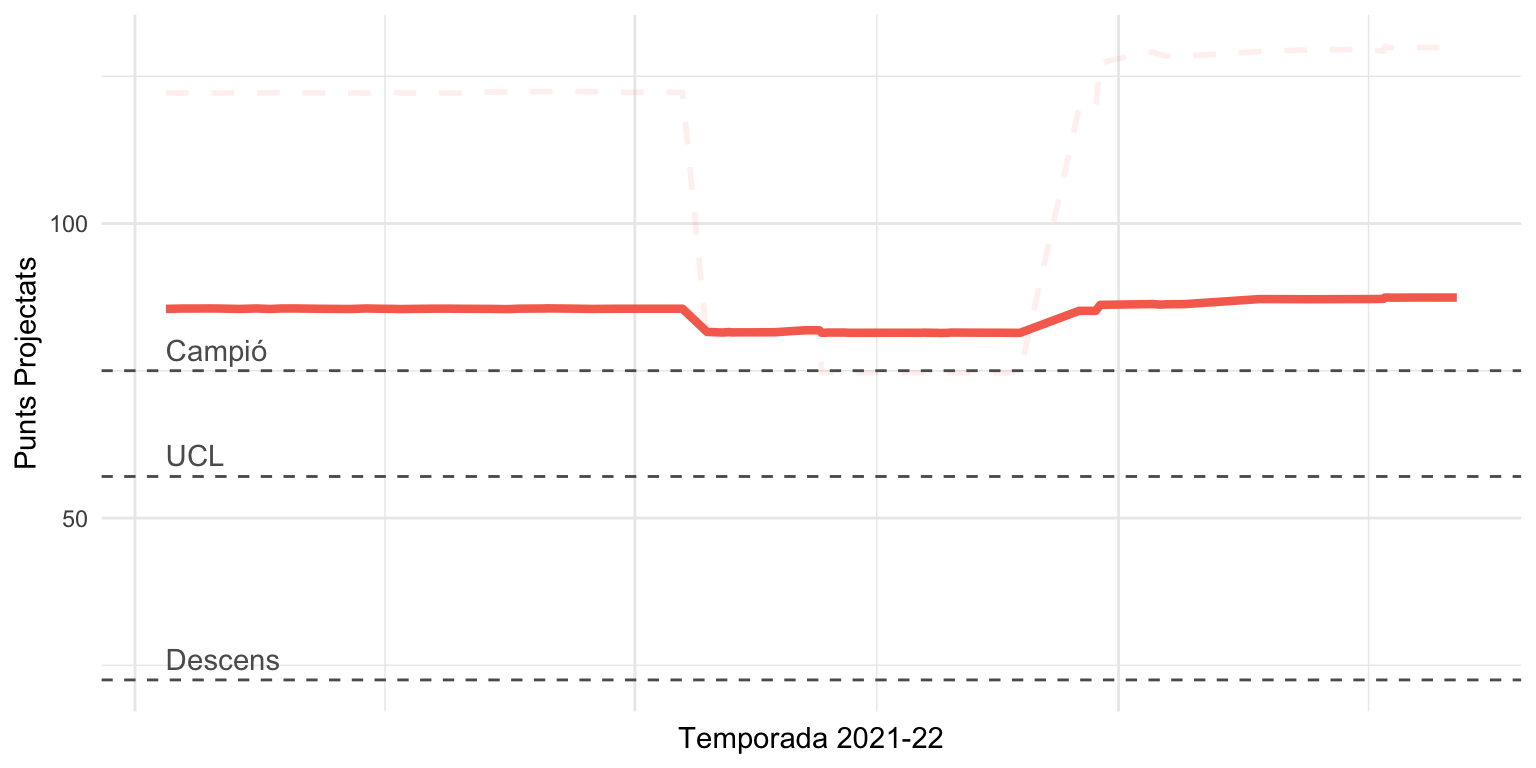 100
Punts Projectats
Campió
UCL
50
Descens
Temporada 2021-22